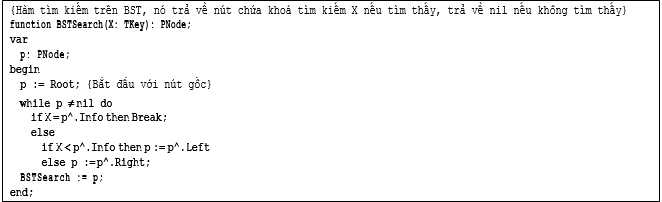 {Hàm tìm kiếm trên BST, nó trả về nút chứa khoá tìm kiếm X nếu tìm thấy, trả về nil nếu không tìm thấy}
function BSTSearch(X: TKey): PNode;
var
p: PNode;
begin
p := Root; {Bắt đầu với nút gốc}
while p ≠ nil do
if X = p^.Info then Break;
else
if X < p^.Info then p := p^.Left
else p := p^.Right;
BSTSearch := p;
end;